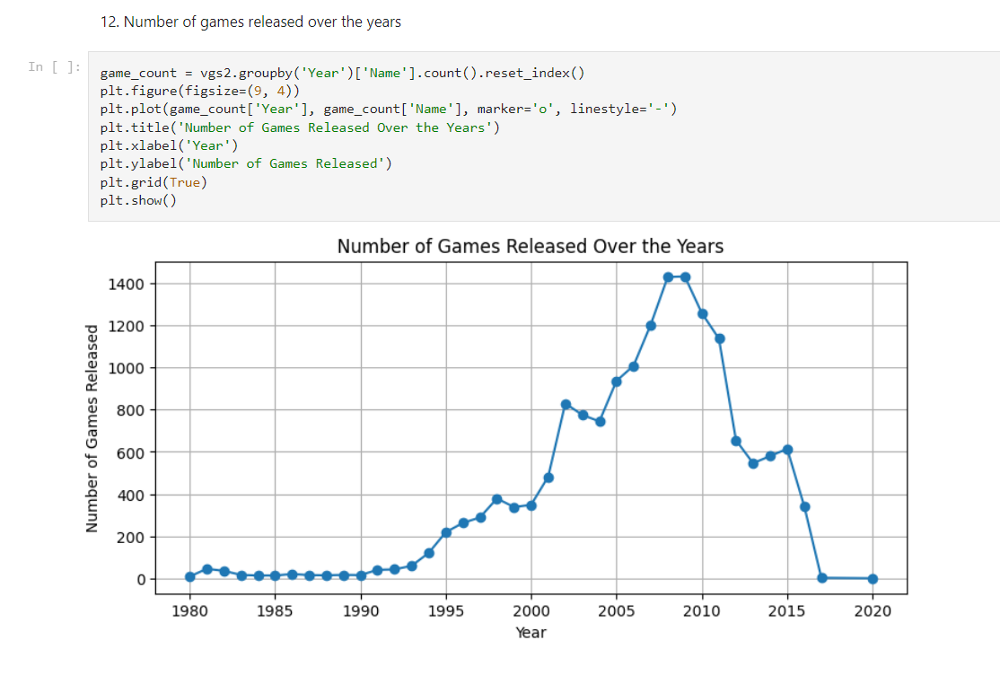 12. Number of games released over the years
In [ ]:
game_count = vgs2.groupby('Year')['Name'].count().reset_index()
plt.figure(figsize=(9, 4))
plt.plot(game_count['Year'], game_count['Name'], marker='o', linestyle='-')
plt.title('Number of Games Released Over the Years')
plt.xlabel('Year')
plt.ylabel('Number of Games Released')
plt.grid(True)
plt.show()
Number of Games Released Over the Years
Number of Games Released
1400
1200
1000
800
600
400
200
0
1980 1985 1990 1995 2000 2005 2010 2015 2020
Year